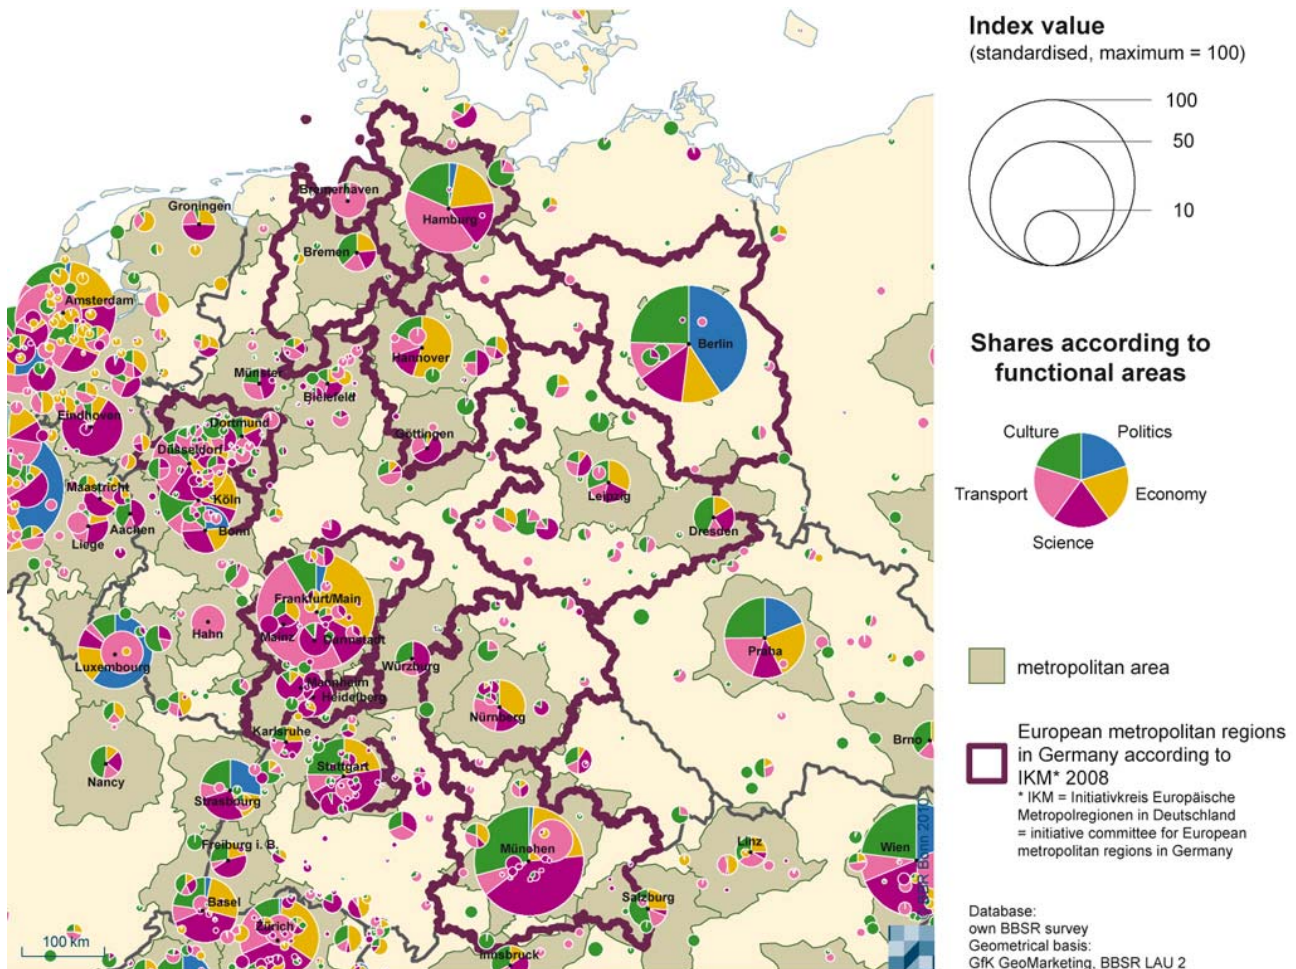 Bremerhaven
Groningen
Hamburg
Bremen
Amsterdam
Berlin
Hannover
Münster
Bielefeld
Eindhoven
Dortmund
Göttingen
Düsseldorf
Leipzig
Maastricht
Köln
Aachen
Bonn
Dresden
Liege
Frankfurt/Main
Hahn
Mainz
Darmstadt
Praha
Luxembourg
Würzburg
Mannheim
Heidelberg
Nürnberg
Karlsruhe
Brno
Stuttgart
Nancy
Strasbourg
Freiburg i. B.
München
Linz
Wien
Basel
Salzburg
Zürich
Innsbruck
100 km
Bonn 2010
Index value
(standardised, maximum = 100)
100
50
10
Shares according to
functional areas
Culture
Politics
Transport
Economy
Science
metropolitan area
European metropolitan regions
in Germany according to
IKM* 2008
* IKM = Initiativkreis Europäische
Metropolregionen in Deutschland
= initiative committee for European
metropolitan regions in Germany
Database:
own BBSR survey
Geometrical basis:
GfK GeoMarketing, BBSR LAU 2